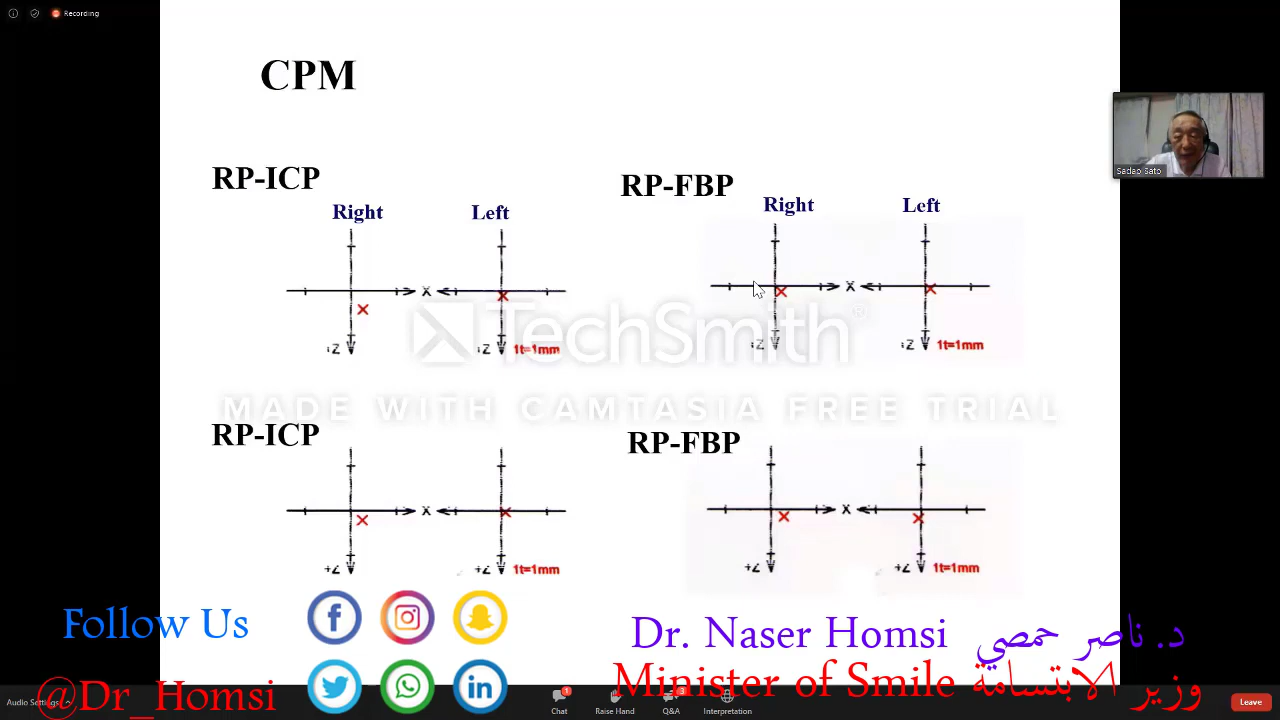 Recording
CPM
RP-ICP
Right Left
X
+Z +Z 1t=1mm
RP-FBP
Right Left
X
+Z +Z 1t=1mm
Sadao Sato
TechSmith®
MADE WITH CAMTASIA FREE TRIAL
RP-ICP
X
+Z +Z 1t=1mm
RP-FBP
X
+Z +Z 1t=1mm
Follow Us
@Dr_Homsi
Dr. Naser Homsi د. ناصر حمصي
Minister of Smile وزير الابتسامة
Audio Settings
Chat 1
Raise Hand
Q&A 3
Interpretation
Leave